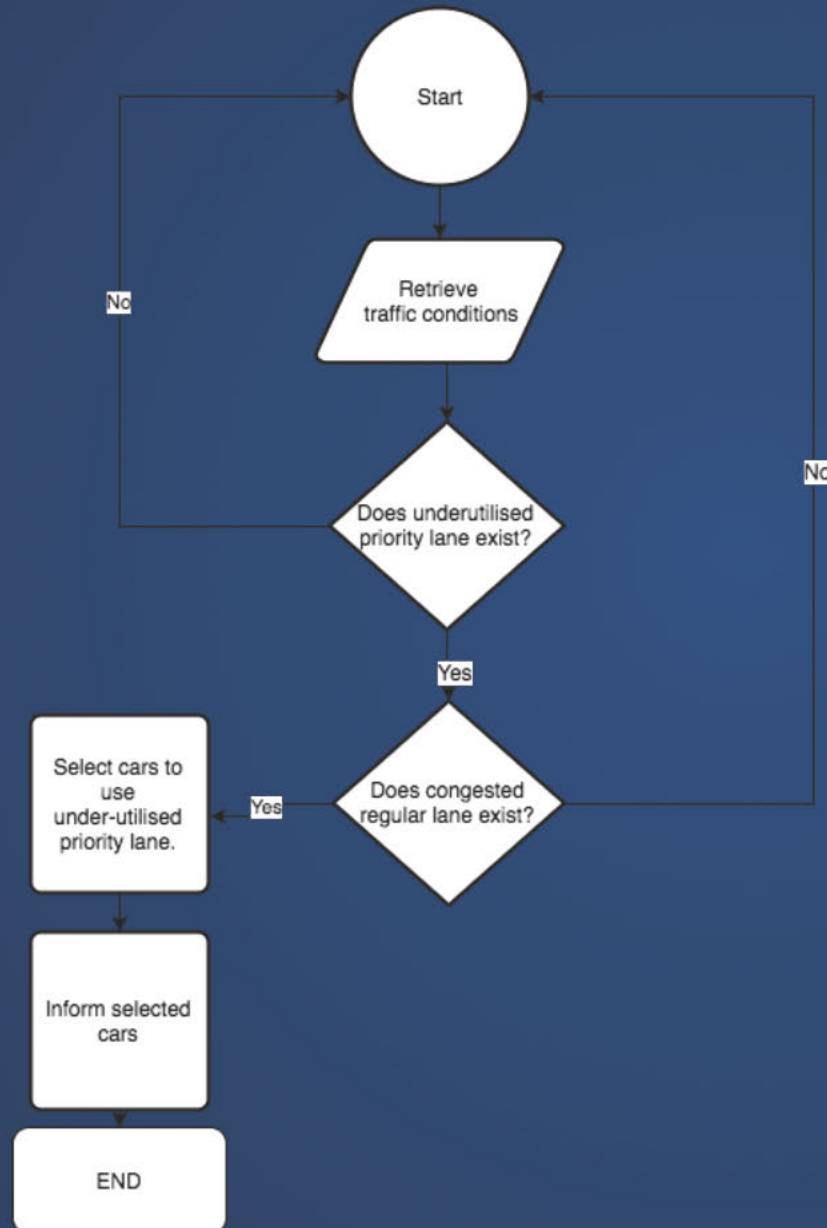 Start
Retrieve
traffic conditions
No
No
Does underutilised
priority lane exist?
Yes
Does congested
regular lane exist?
Yes
Select cars to
use
under-utilised
priority lane.
Inform selected
cars
END